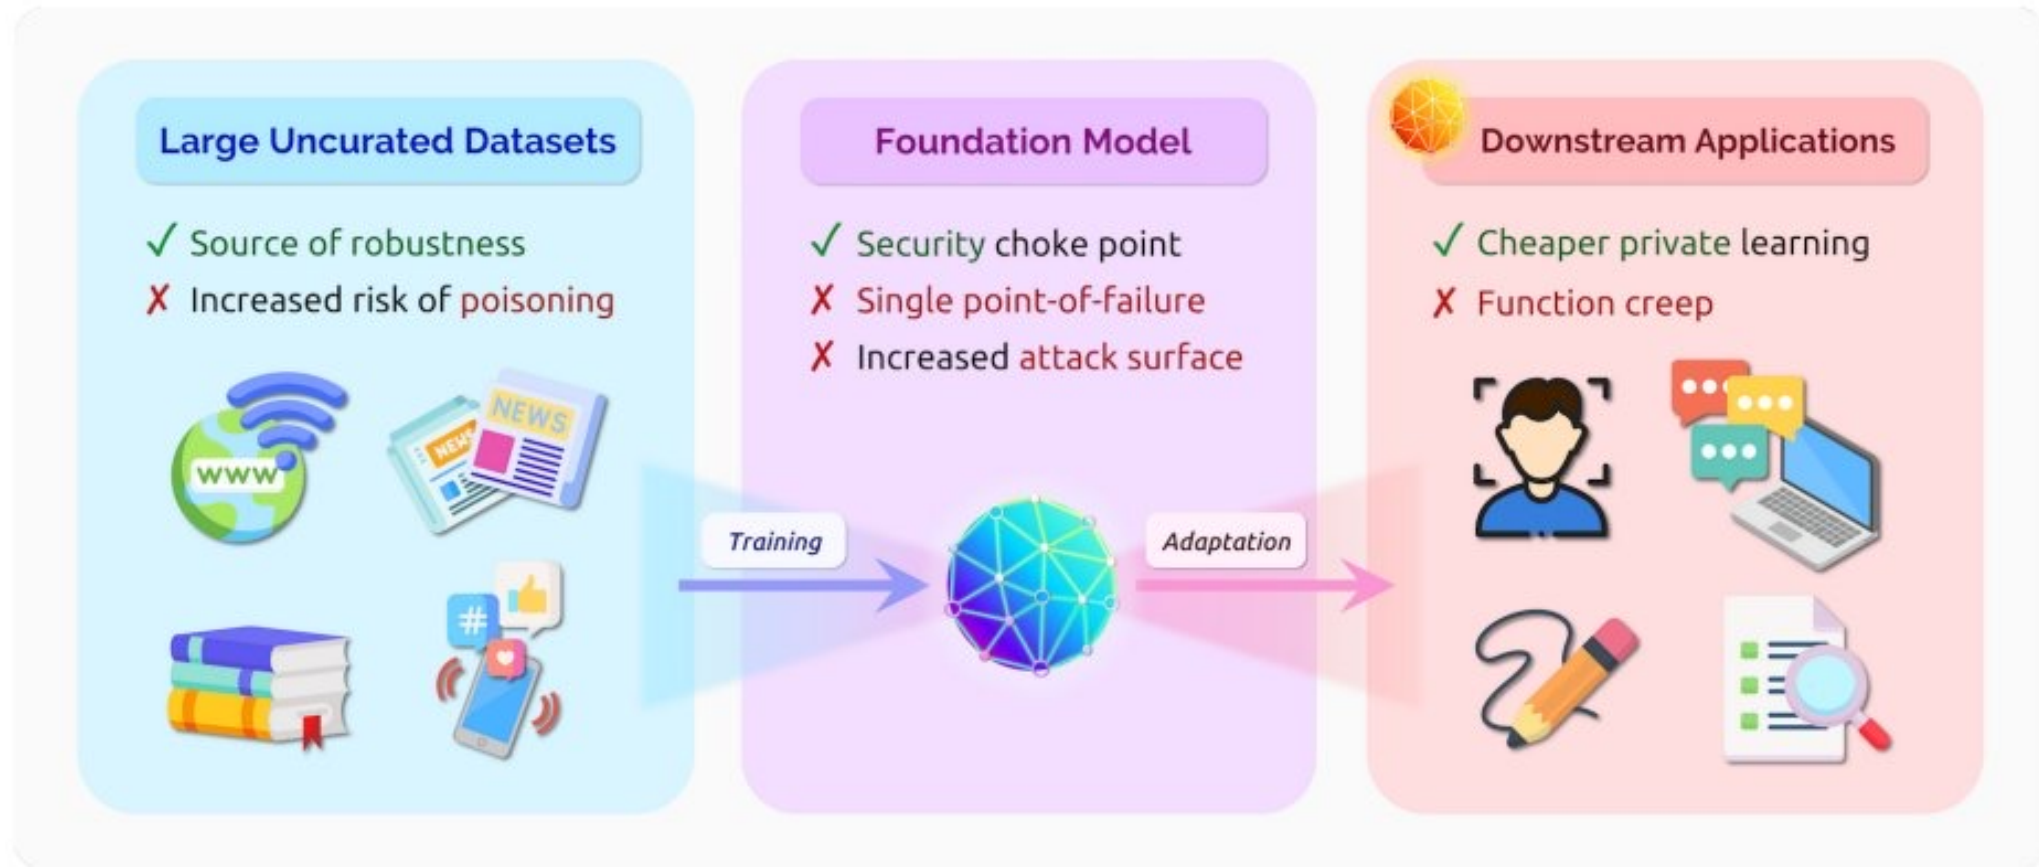 Large Uncurated Datasets
✓ Source of robustness
✗ Increased risk of poisoning
www
NEWS
NEWS
#
Training
Foundation Model
✓ Security choke point
✗ Single point-of-failure
✗ Increased attack surface
Adaptation
Downstream Applications
✓ Cheaper private learning
✗ Function creep